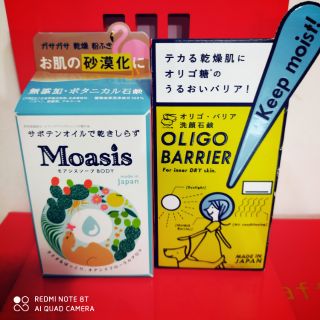 ガサガサ 乾燥 粉ふき
お肌の砂漠化に
無添加・ボタニカル石鹸
サボテンオイルで乾きしらず
Moasis
モアシスソープ BODY
made in
japan
テカる乾燥肌に
オリゴ糖の
うるおいバリア！
オリゴ・バリア
洗顔石鹸
OLIGO
BARRIER
For inner DRY skin.
MADE IN
JAPAN
Keep moist!
REDMI NOTE 8T
AI QUAD CAMERA